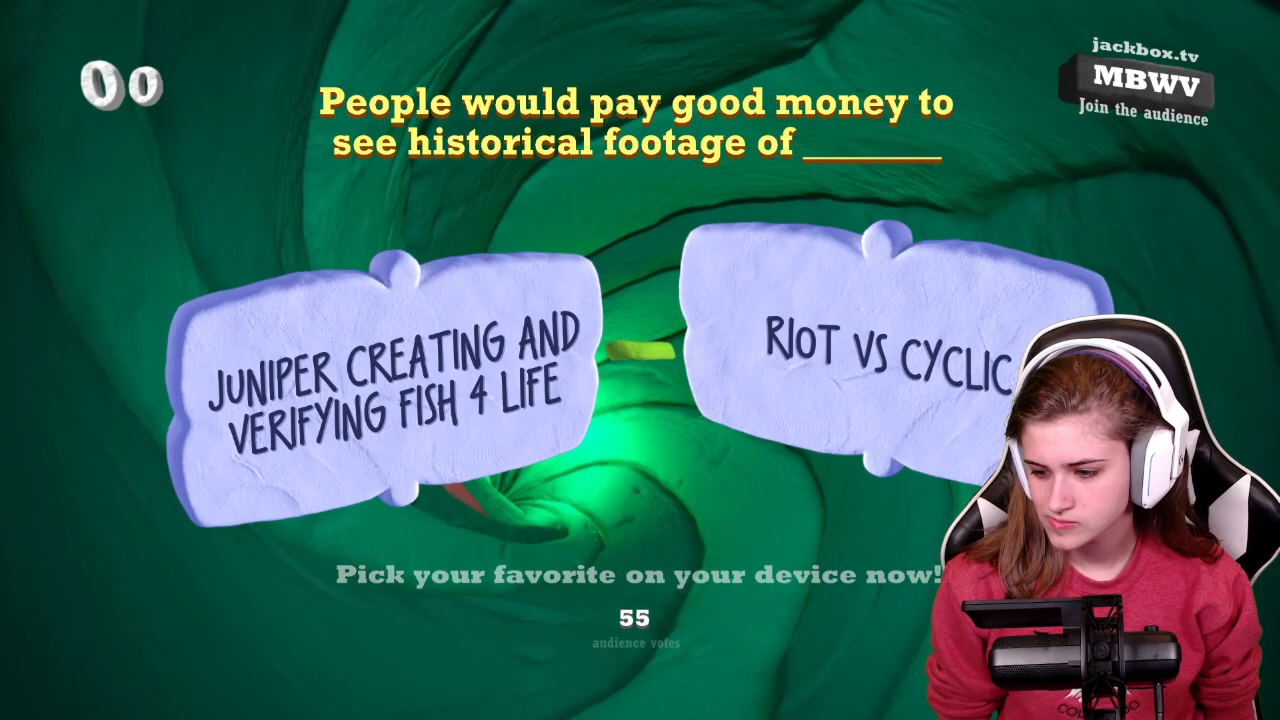 00
jackbox.tv
MBWV
Join the audience
People would pay good money to
see historical footage of ________
JUNIPER CREATING AND
VERIFYING FISH 4 LIFE
RIOT VS CYCLIC
Pick your favorite on your device now!
55
audience votes